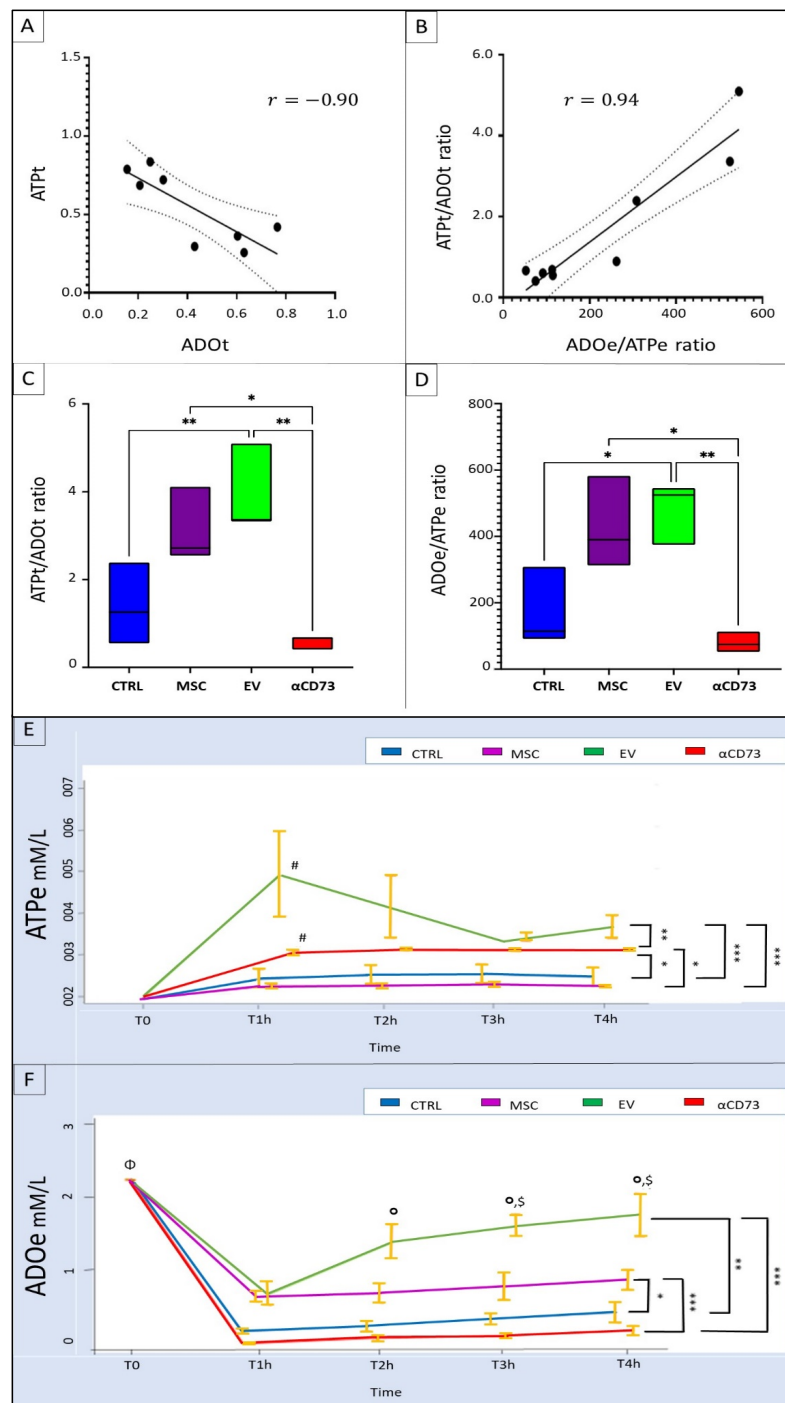 A
1.5
1.0
0.5
0.0
0.0 0.2 0.4 0.6 0.8 1.0
ATPt
ADOt
r = −0.90
B
6.0
4.0
2.0
0.0
0 200 400 600
ATPt/ADOt ratio
ADOe/ATPe ratio
r = 0.94
C
6
4
2
0
ATPt/ADOt ratio
*
** **
CTRL MSC EV αCD73
D
800
600
400
200
0
ADOe/ATPe ratio
*
* **
CTRL MSC EV αCD73
E
CTRL MSC EV αCD73
007
005
004
003
002
ATPe mM/L
#
#
** * * *** ***
T0 T1h T2h T3h T4h
Time
F
CTRL MSC EV αCD73
3
2
1
0
ADOe mM/L
Φ
o
o,$
o,$
* *** ** ***
T0 T1h T2h T3h T4h
Time